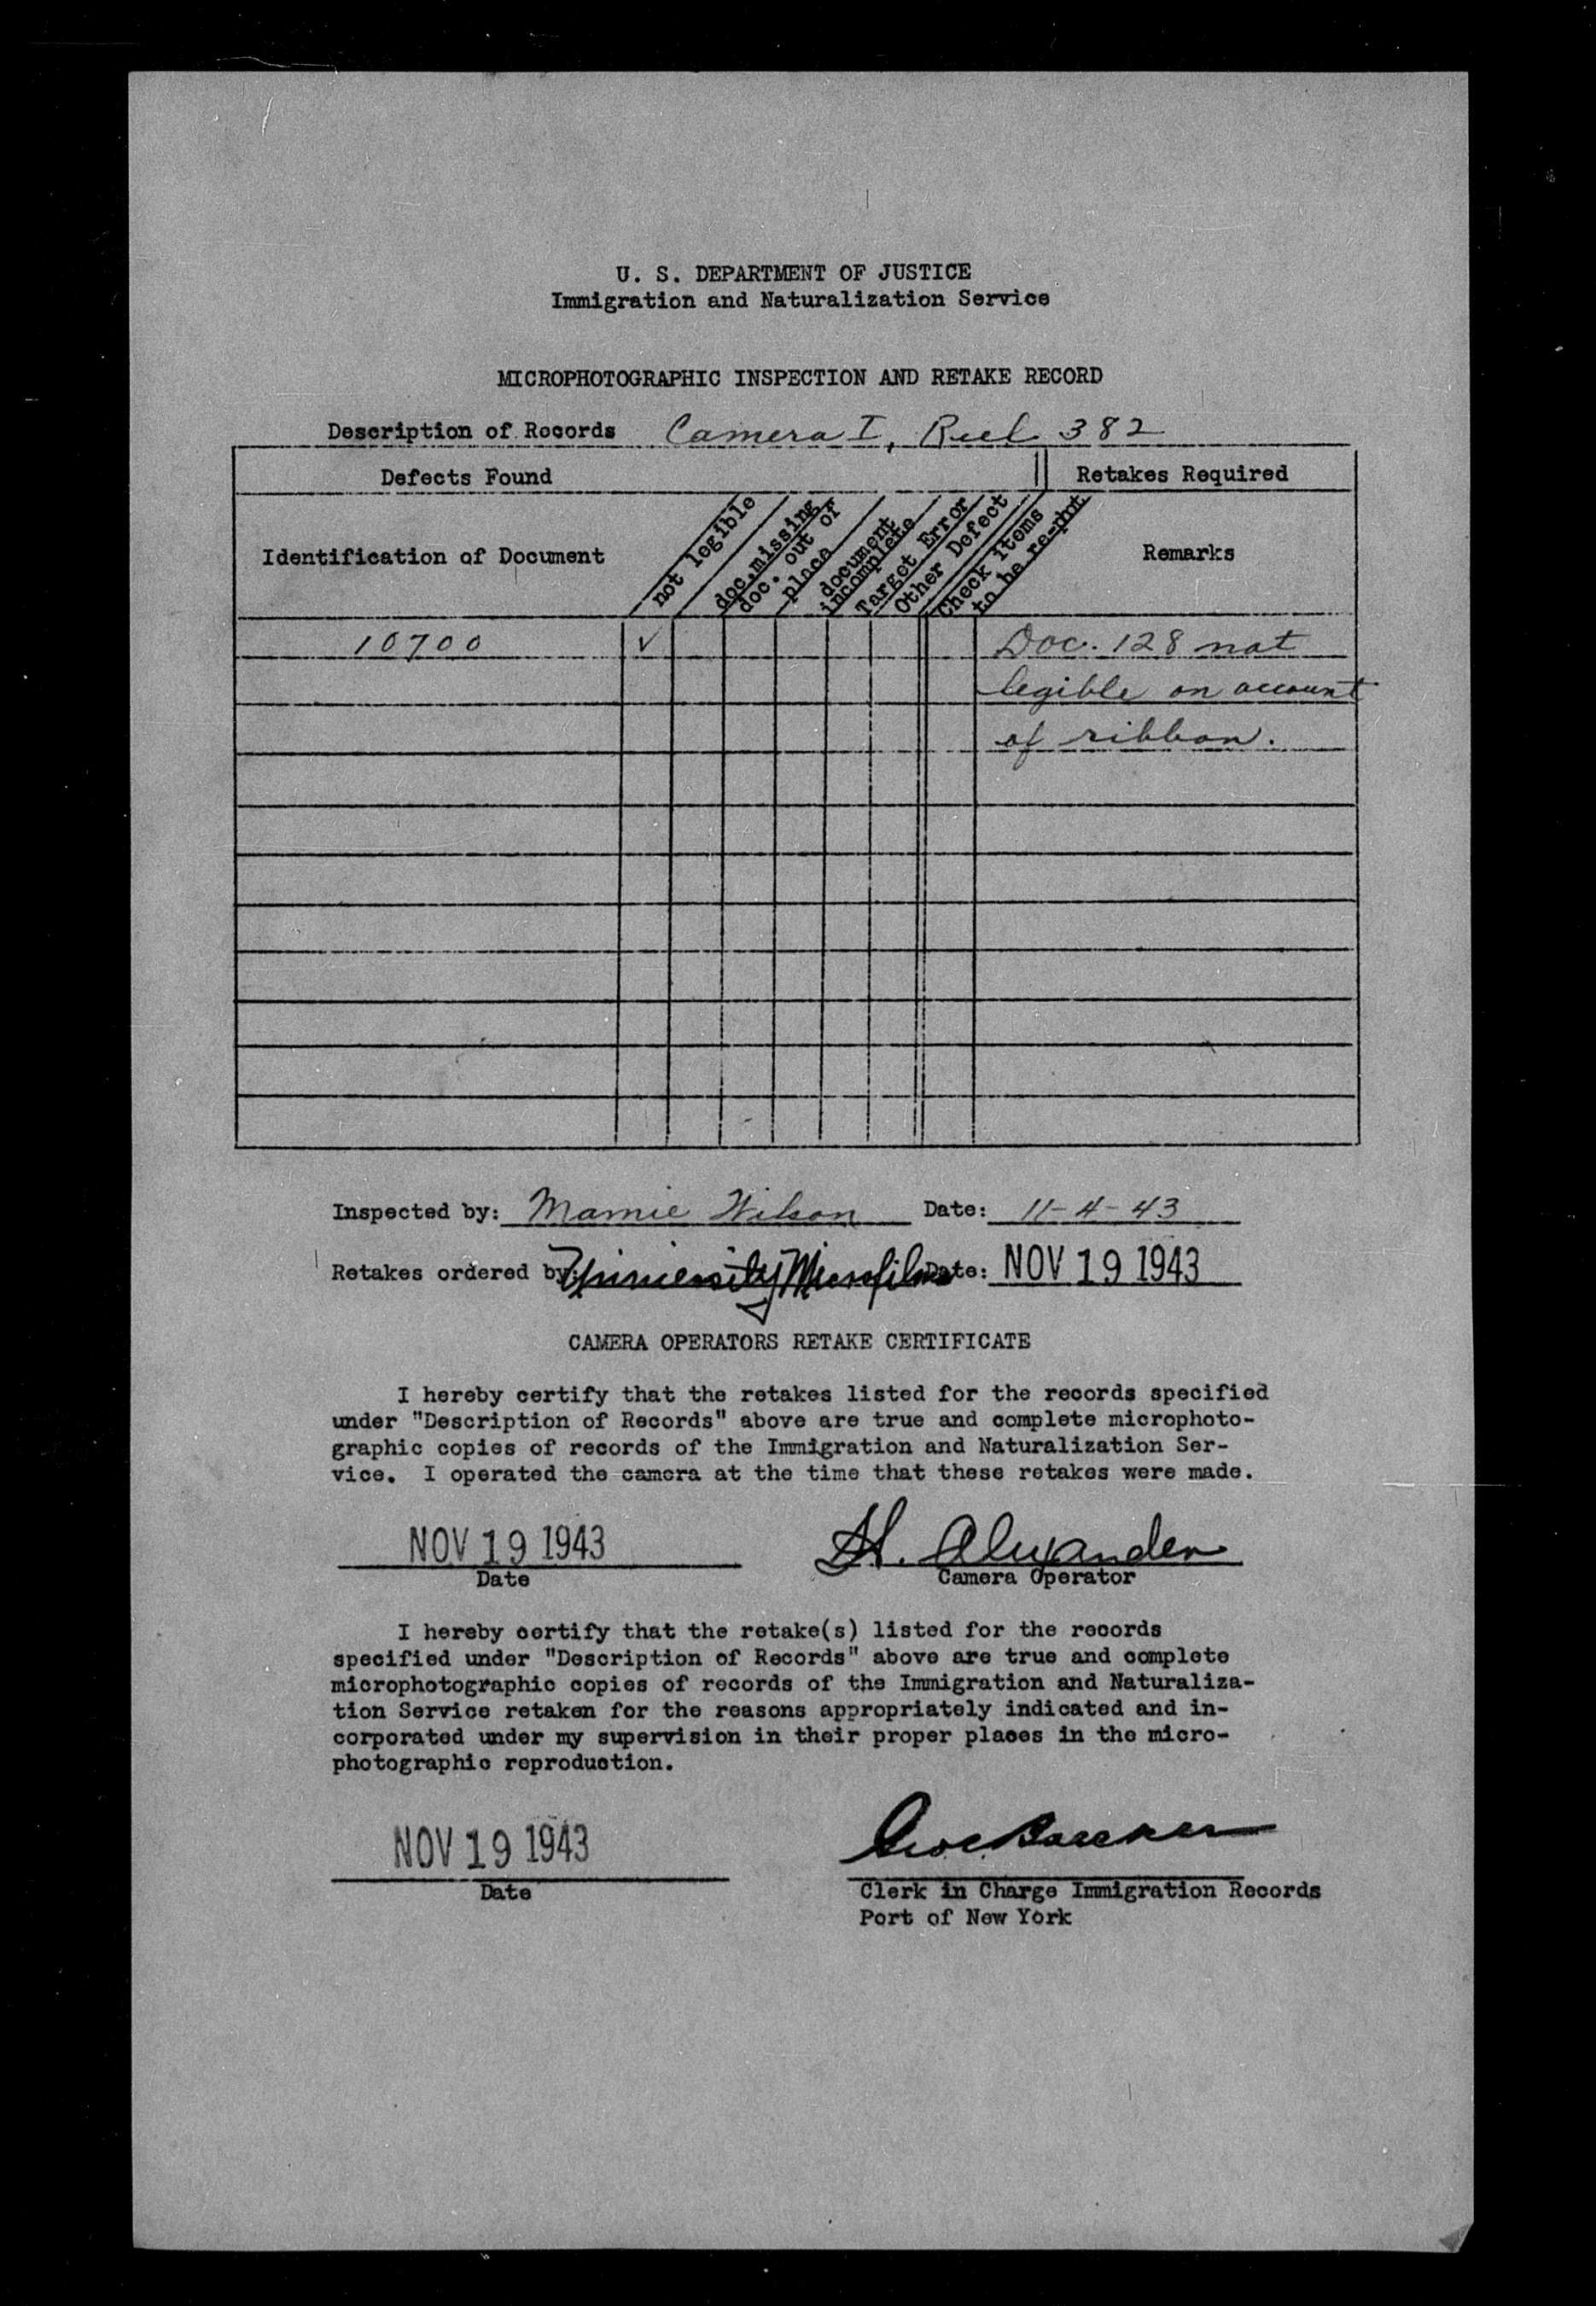 U. S. DEPARTMENT OF JUSTICE
Immigration and Naturalization Service
MICROPHOTOGRAPHIC INSPECTION AND RETAKE RECORD
Description of Records Camera I, Reel 382
Defects Found
Retakes Required
Identification of Document
not legible
doc. missing
doc. out of
place
document
incomplete
Target Error
Other Defect
Check items
to be re-phot
Remarks
10700 ✓ Doc. 128 not
legible on account
of ribbon.
Inspected by: Mamie Wilson Date: 11-4-43
Retakes ordered by: University Microfilms Date: NOV 19 1943
CAMERA OPERATORS RETAKE CERTIFICATE
I hereby certify that the retakes listed for the records specified
under "Description of Records" above are true and complete microphoto-
graphic copies of records of the Immigration and Naturalization Ser-
vice. I operated the camera at the time that these retakes were made.
NOV 19 1943 H. Alexander
Date Camera Operator
I hereby certify that the retake(s) listed for the records
specified under "Description of Records" above are true and complete
microphotographic copies of records of the Immigration and Naturaliza-
tion Service retaken for the reasons appropriately indicated and in-
corporated under my supervision in their proper places in the micro-
photographic reproduction.
NOV 19 1943
Date Clerk in Charge Immigration Records
Port of New York